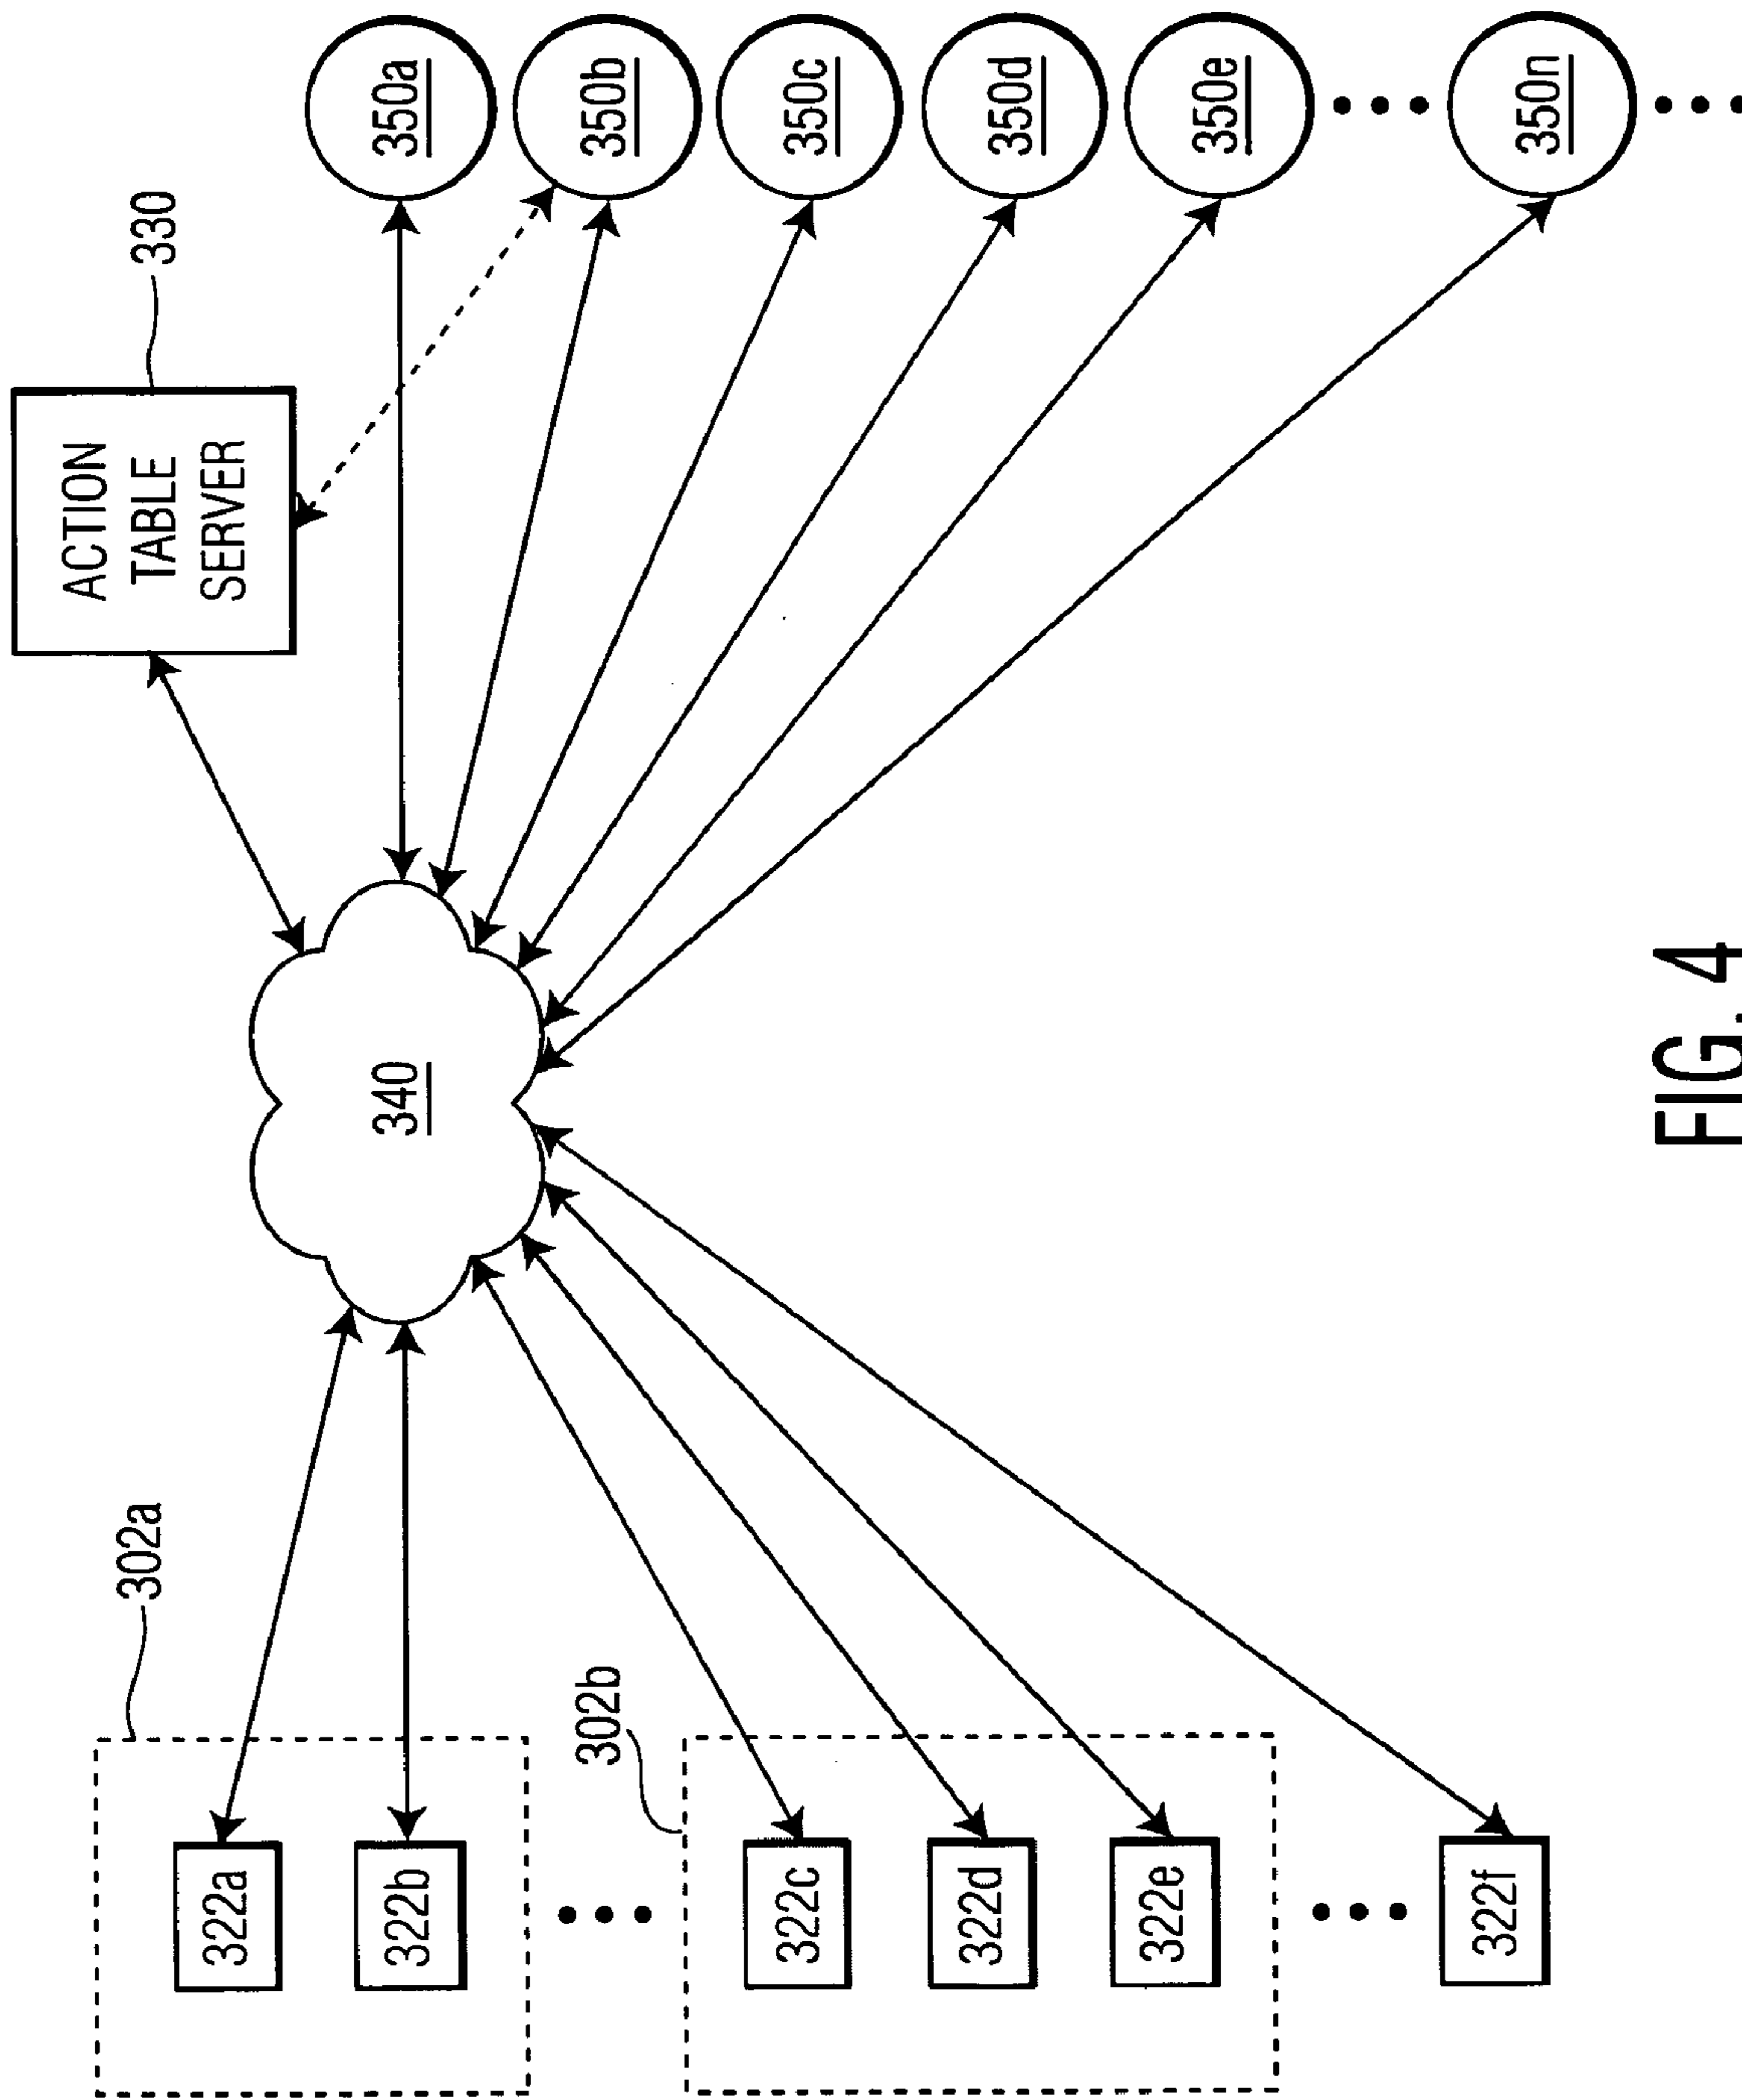 302a
322a
322b
302b
322c
322d
322e
322f
340
ACTION
TABLE
SERVER
330
350a
350b
350c
350d
350e
350n
FIG. 4